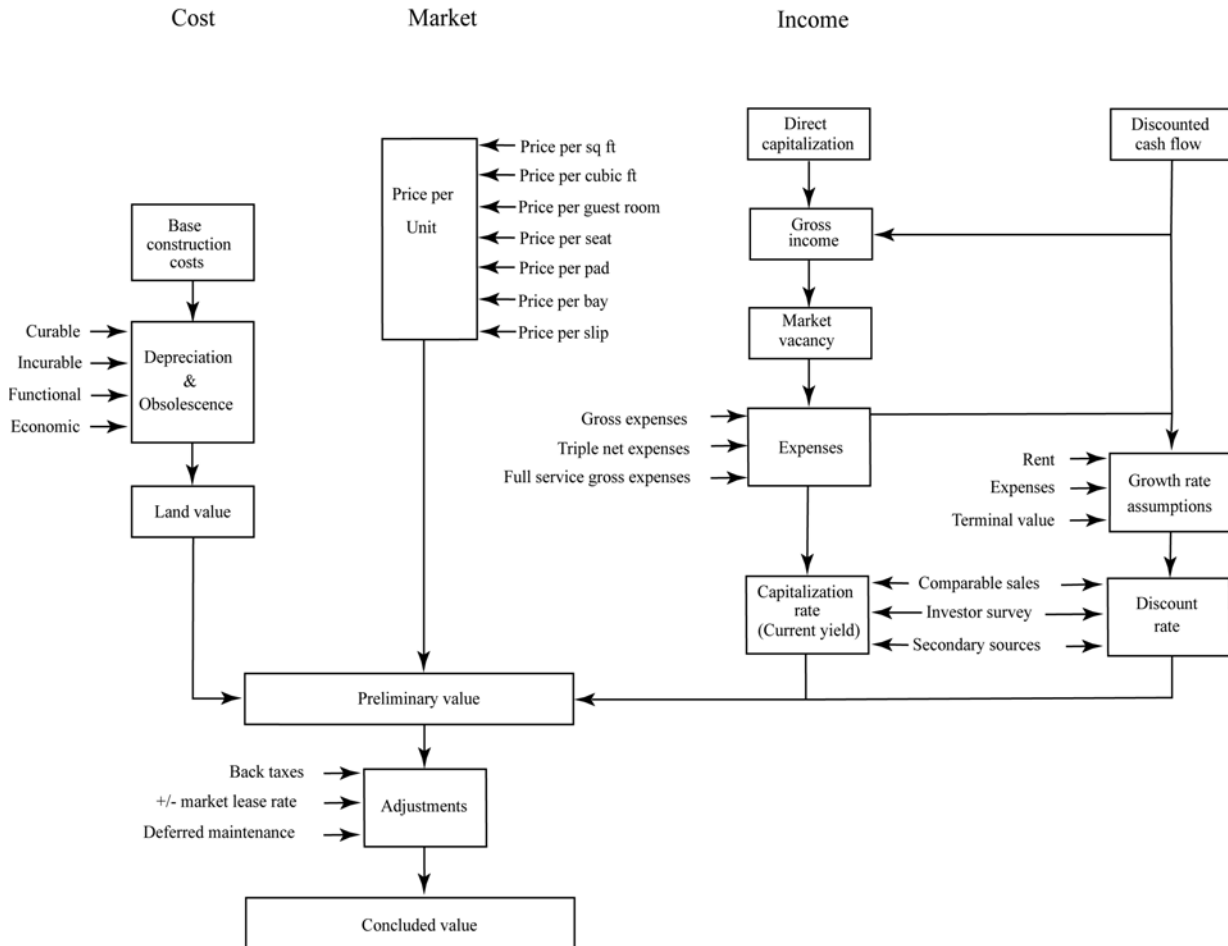 Cost
Market
Income
Base
construction
costs
Curable
Incurable
Functional
Economic
Depreciation
&
Obsolescence
Land value
Price per
Unit
Price per sq ft
Price per cubic ft
Price per guest room
Price per seat
Price per pad
Price per bay
Price per slip
Direct
capitalization
Gross
income
Market
vacancy
Gross expenses
Triple net expenses
Full service gross expenses
Expenses
Capitalization
rate
(Current yield)
Discounted
cash flow
Rent
Expenses
Terminal value
Growth rate
assumptions
Comparable sales
Investor survey
Secondary sources
Discount
rate
Preliminary value
Back taxes
+/- market lease rate
Deferred maintenance
Adjustments
Concluded value